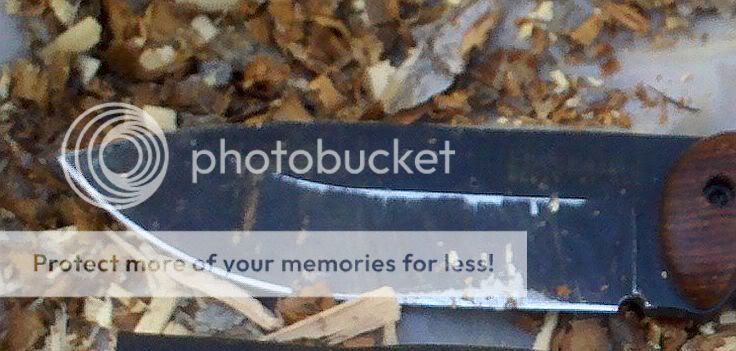 photobucket
Protect more of your memories for less!